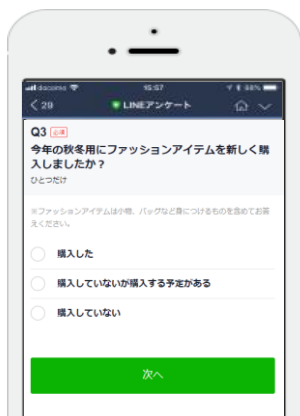 docomo 15:57 68%
29 LINEアンケート
Q3 必須
今年の秋冬用にファッションアイテムを新しく購
入しましたか？
ひとつだけ
※ファッションアイテムは小物、バッグなど身につけるものを含めてお答
えください。
購入した
購入していないが購入する予定がある
購入していない
次へ